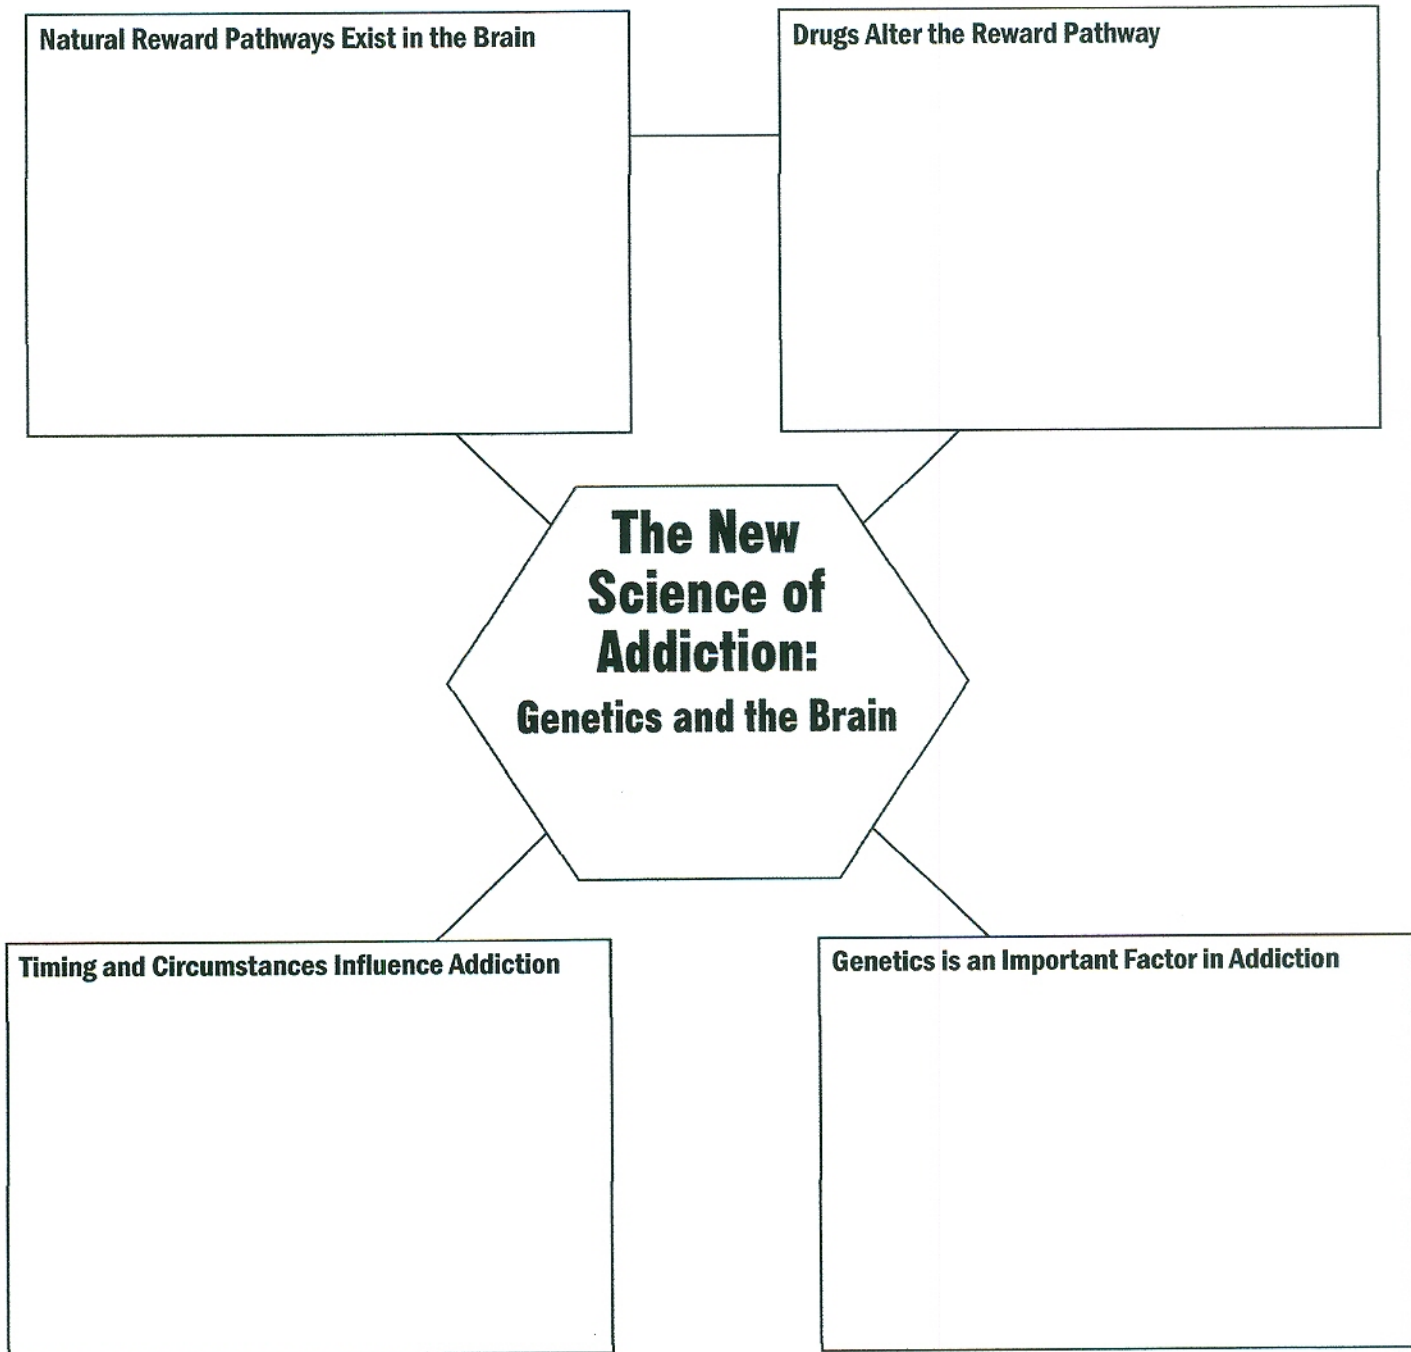 Natural Reward Pathways Exist in the Brain
Drugs Alter the Reward Pathway
The New
Science of
Addiction:
Genetics and the Brain
Timing and Circumstances Influence Addiction
Genetics is an Important Factor in Addiction